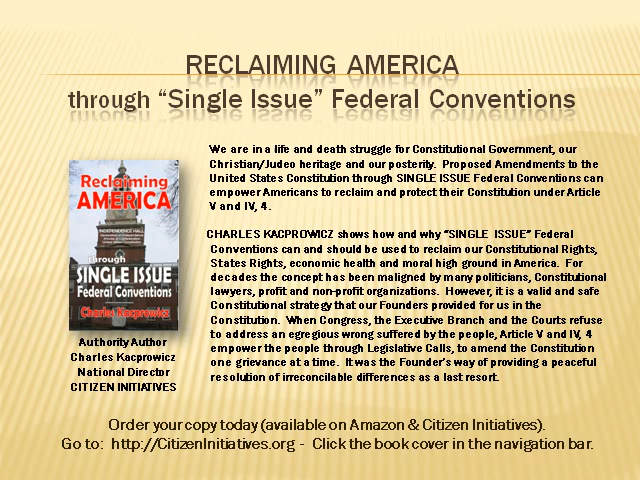 RECLAIMING AMERICA
through “Single Issue” Federal Conventions
We are in a life and death struggle for Constitutional Government, our
Christian/Judeo heritage and our posterity. Proposed Amendments to the
United States Constitution through SINGLE ISSUE Federal Conventions can
empower Americans to reclaim and protect their Constitution under Article
V and IV, 4.
CHARLES KACPROWICZ shows how and why “SINGLE ISSUE” Federal
Conventions can and should be used to reclaim our Constitutional Rights,
States Rights, economic health and moral high ground in America. For
decades the concept has been maligned by many politicians, Constitutional
lawyers, profit and non-profit organizations. However, it is a valid and safe
Constitutional strategy that our Founders provided for us in the
Constitution. When Congress, the Executive Branch and the Courts refuse
to address an egregious wrong suffered by the people, Article V and IV, 4
empower the people through Legislative Calls, to amend the Constitution
one grievance at a time. It was the Founder’s way of providing a peaceful
resolution of irreconcilable differences as a last resort.
Reclaiming
AMERICA
INDEPENDENCE HALL
through
SINGLE ISSUE
Federal Conventions
Charles Kacprowicz
Authority Author
Charles Kacprowicz
National Director
CITIZEN INITIATIVES
Order your copy today (available on Amazon & Citizen Initiatives).
Go to: http://CitizenInitiatives.org - Click the book cover in the navigation bar.